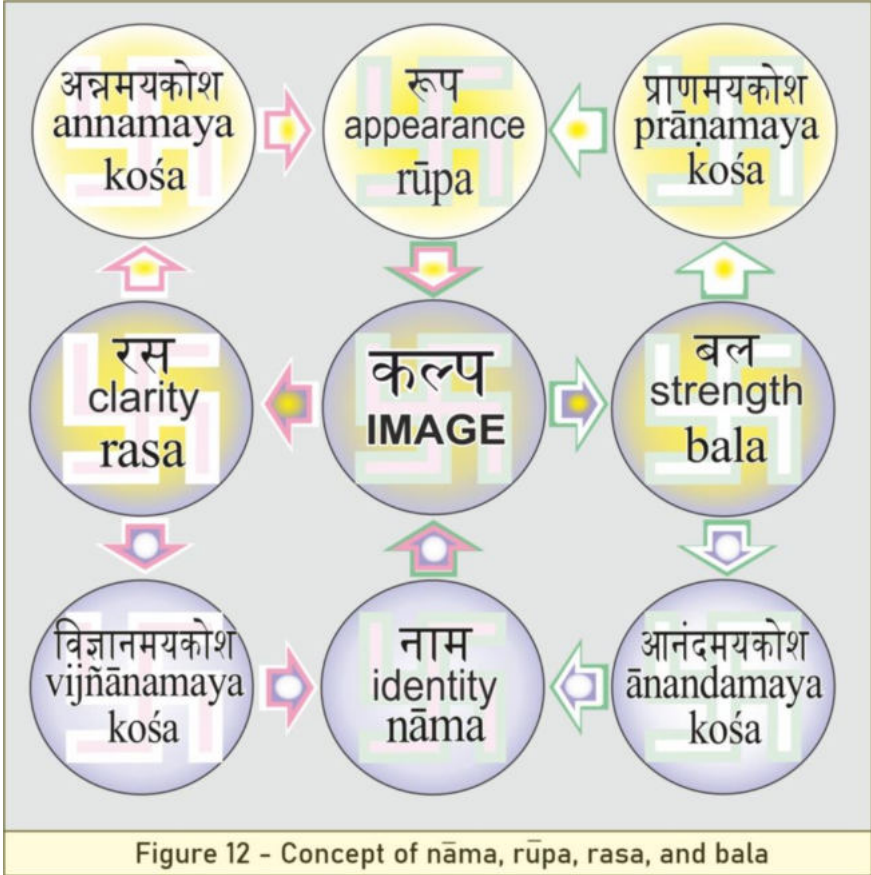 अन्नमयकोश
annamaya
kośa
रूप
appearance
rūpa
प्राणमयकोश
prāṇamaya
kośa
रस
clarity
rasa
कल्प
IMAGE
बल
strength
bala
विज्ञानमयकोश
vijñānamaya
kośa
नाम
identity
nāma
आनंदमयकोश
ānandamaya
kośa
Figure 12 - Concept of nāma, rūpa, rasa, and bala